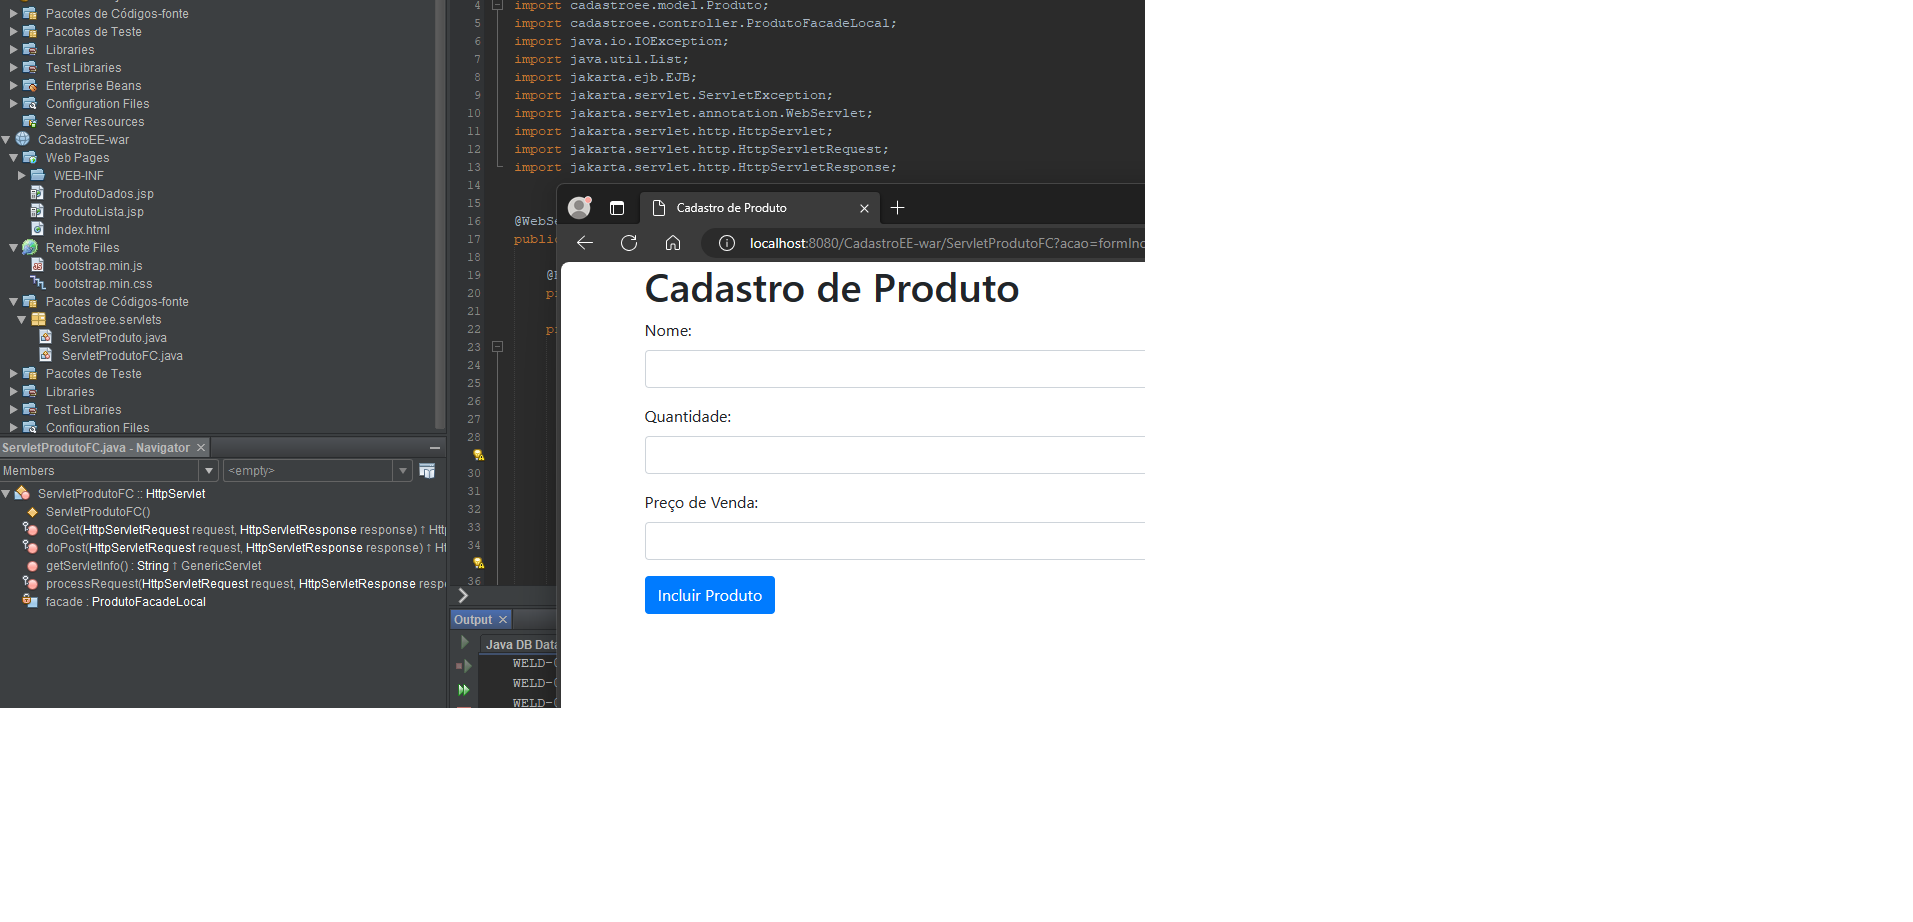 Pacotes de Códigos-fonte
Pacotes de Teste
Libraries
Test Libraries
Enterprise Beans
Configuration Files
Server Resources
CadastroEE-war
Web Pages
WEB-INF
ProdutoDados.jsp
ProdutoLista.jsp
index.html
Remote Files
bootstrap.min.js
bootstrap.min.css
Pacotes de Códigos-fonte
cadastroee.servlets
ServletProduto.java
ServletProdutoFC.java
Pacotes de Teste
Libraries
Test Libraries
Configuration Files
ServletProdutoFC.java - Navigator
Members
<empty>
ServletProdutoFC :: HttpServlet
ServletProdutoFC()
doGet(HttpServletRequest request, HttpServletResponse response) ↑
doPost(HttpServletRequest request, HttpServletResponse response) ↑
getServletInfo() : String ↑ GenericServlet
processRequest(HttpServletRequest request, HttpServletResponse
facade : ProdutoFacadeLocal
4 import cadastroee.model.Produto;
5 import cadastroee.controller.ProdutoFacadeLocal;
6 import java.io.IOException;
7 import java.util.List;
8 import jakarta.ejb.EJB;
9 import jakarta.servlet.ServletException;
10 import jakarta.servlet.annotation.WebServlet;
11 import jakarta.servlet.http.HttpServlet;
12 import jakarta.servlet.http.HttpServletRequest;
13 import jakarta.servlet.http.HttpServletResponse;
14
15
16 @WebSe
17 public
18
19
20
21
22
23
24
25
26
27
28
30
31
32
33
34
36
Output
Java DB Data
WELD-
WELD-
WELD-
Cadastro de Produto
localhost:8080/CadastroEE-war/ServletProdutoFC?acao=formInc
Cadastro de Produto
Nome:
Quantidade:
Preço de Venda:
Incluir Produto